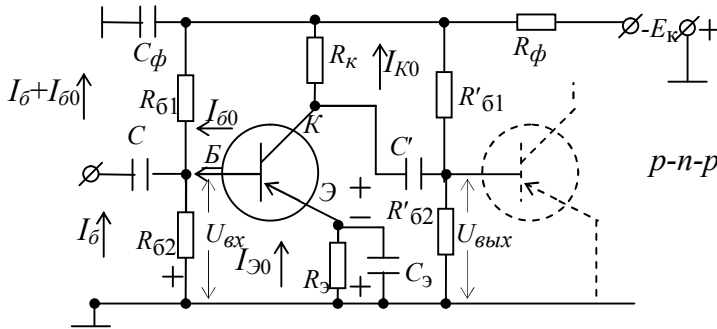 C_ф
R_к
I_К0
R_ф
-E_к
+
I_б+I_б0
R_б1
I_б0
К
R'_б1
C
Б
C'
p-n-p
Э
+
–
I_б
R_б2
U_вх
R'_б2
U_вых
+
I_Э0
R_э
+
C_э